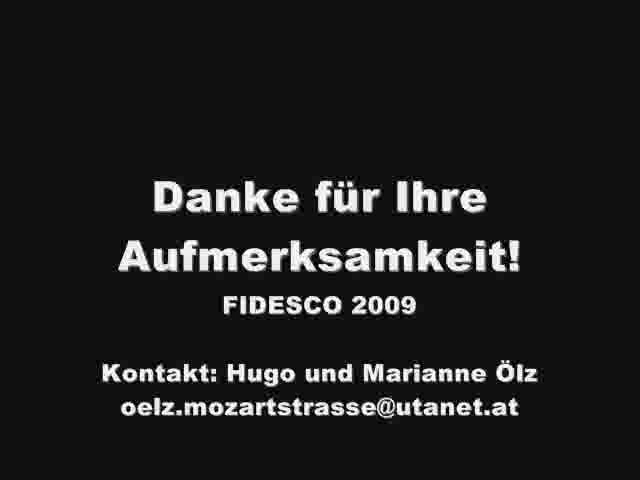 Danke für Ihre
Aufmerksamkeit!
FIDESCO 2009
Kontakt: Hugo und Marianne Ölz
oelz.mozartstrasse@utanet.at